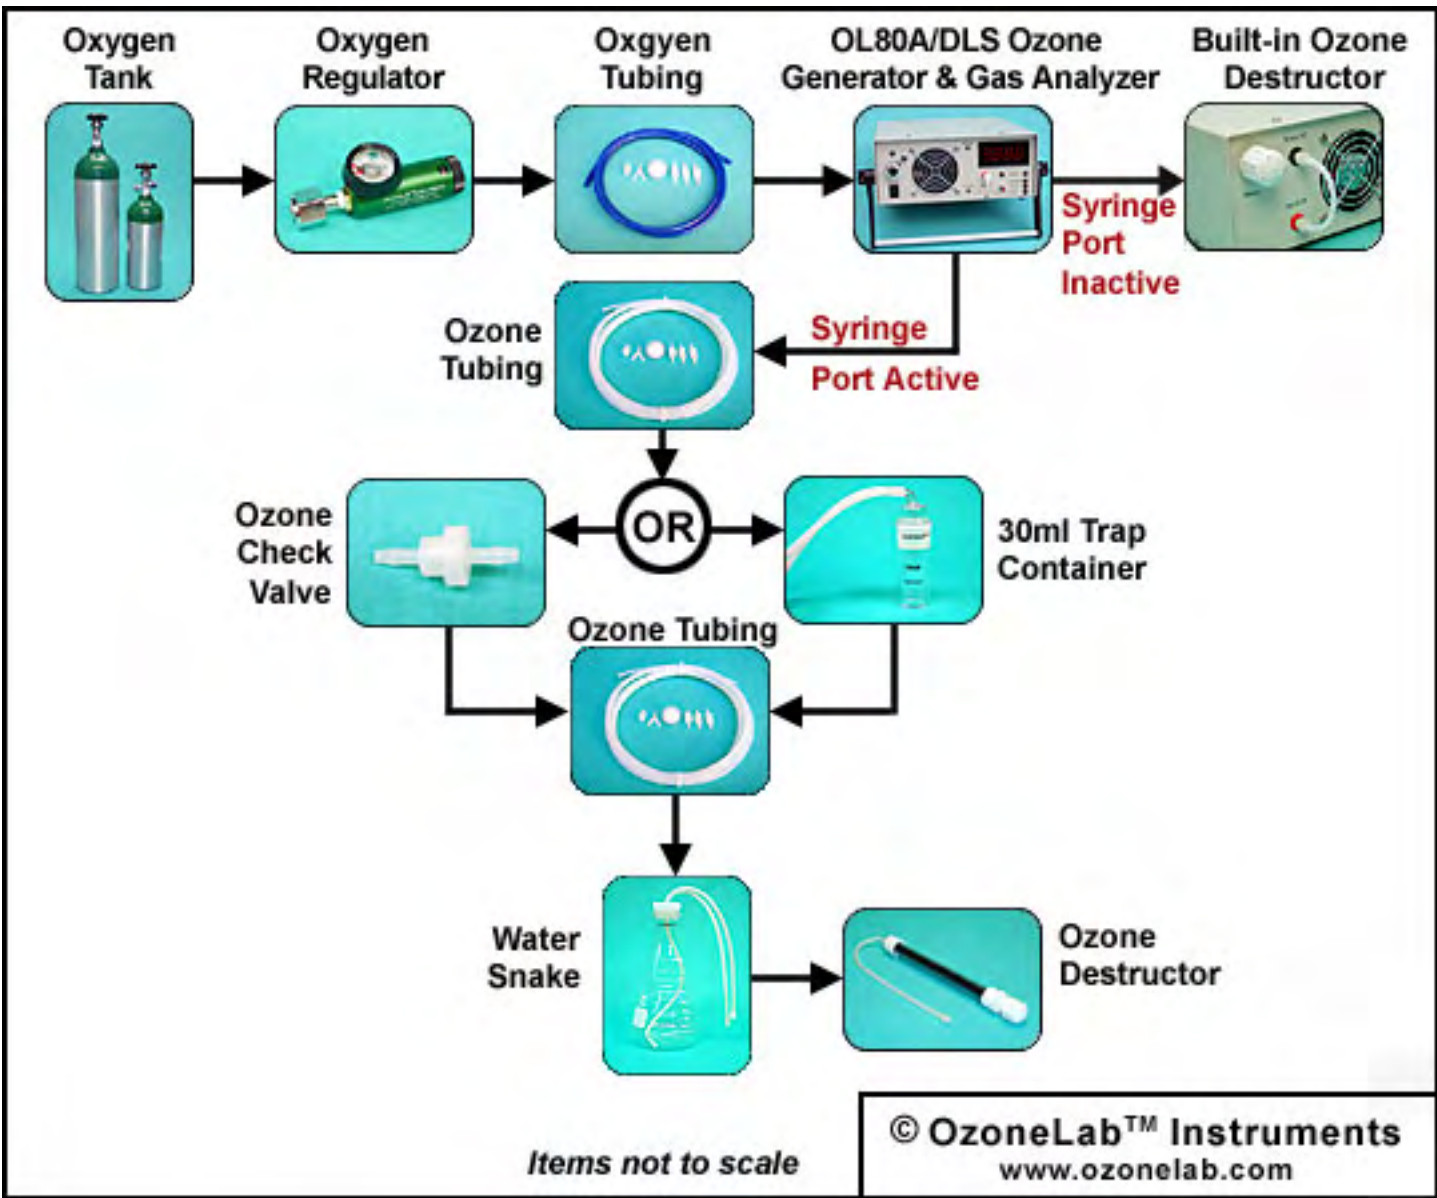 Oxygen
Tank
Oxygen
Regulator
Oxgyen
Tubing
OL80A/DLS Ozone
Generator & Gas Analyzer
Built-in Ozone
Destructor
Syringe
Port
Inactive
Ozone
Tubing
Syringe
Port Active
Ozone
Check
Valve
OR
30ml Trap
Container
Ozone Tubing
Water
Snake
Ozone
Destructor
Items not to scale
© OzoneLab™ Instruments
www.ozonelab.com